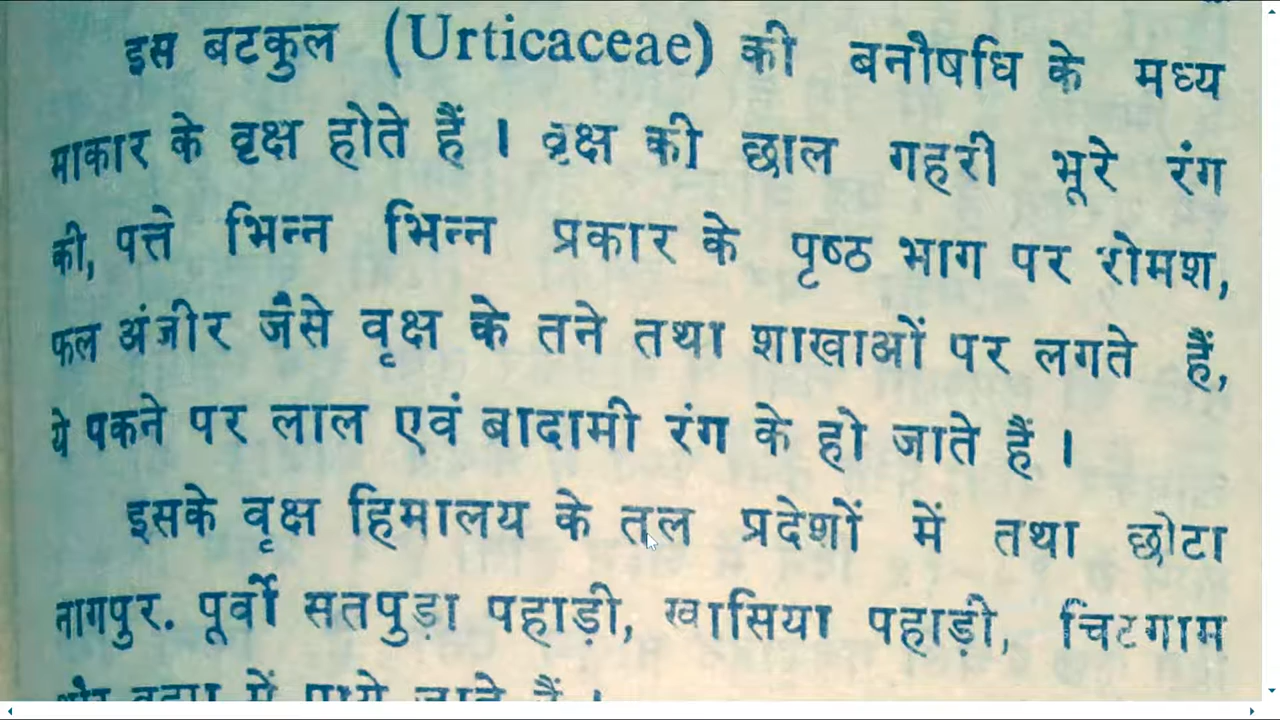 इस बटकुल (Urticaceae) की बनौषधि के मध्य
माकार के वृक्ष होते हैं । वृक्ष की छाल गहरी भूरे रंग
की, पत्ते भिन्न भिन्न प्रकार के पृष्ठ भाग पर रोमश,
फल अंजीर जैसे वृक्ष के तने तथा शाखाओं पर लगते हैं,
ये पकने पर लाल एवं बादामी रंग के हो जाते हैं ।
इसके वृक्ष हिमालय के तल प्रदेशों में तथा छोटा
नागपुर. पूर्वी सतपुड़ा पहाड़ी, खासिया पहाड़ी, चिटगाम
में पाये जाते हैं ।